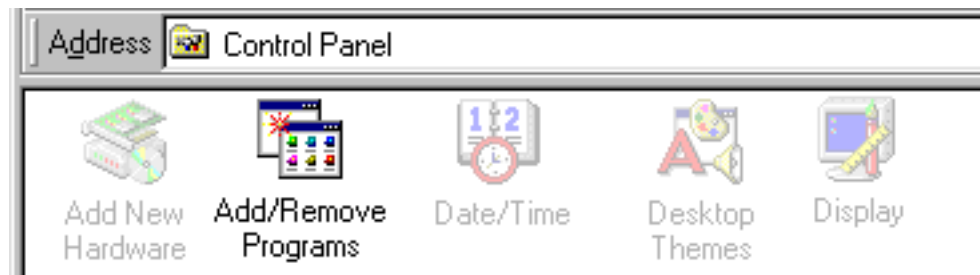 Address Control Panel
Add New Hardware
Add/Remove Programs
Date/Time
Desktop Themes
Display